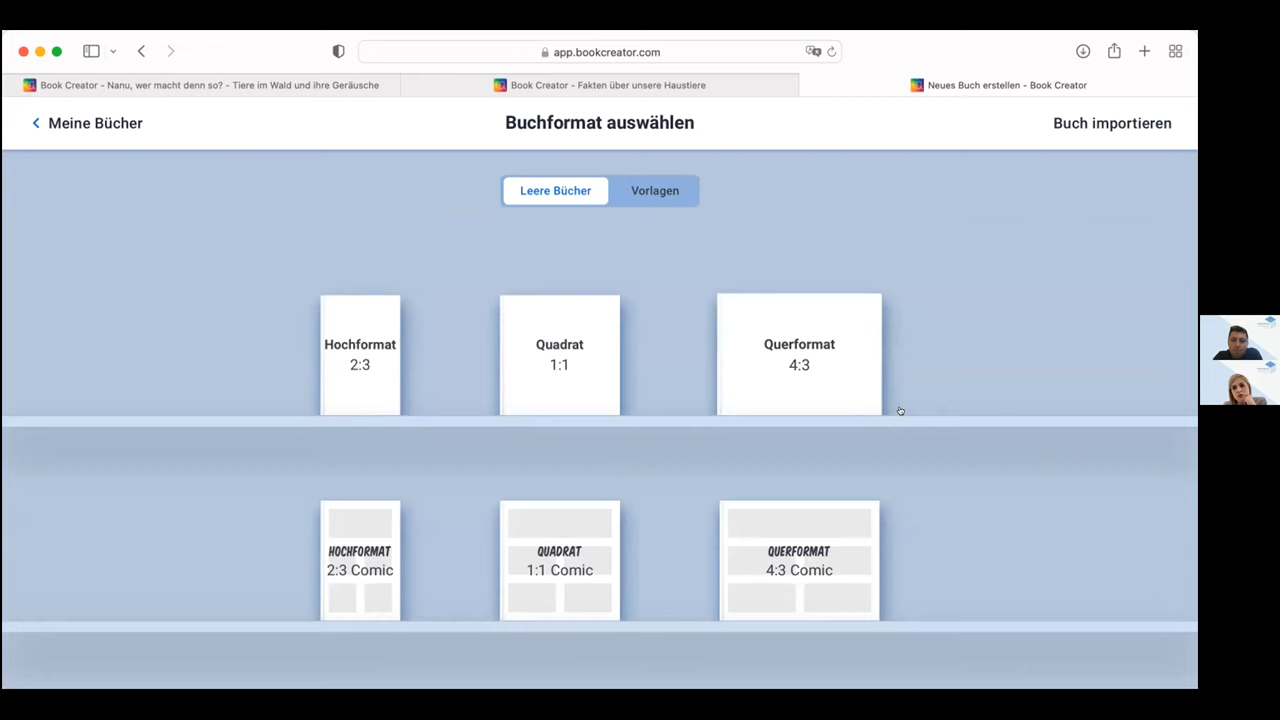 app.bookcreator.com
Book Creator - Nanu, wer macht denn so? - Tiere im Wald und ihre Geräusche
Book Creator - Fakten über unsere Haustiere
Neues Buch erstellen - Book Creator
Meine Bücher
Buchformat auswählen
Buch importieren
Leere Bücher
Vorlagen
Hochformat
2:3
Quadrat
1:1
Querformat
4:3
HOCHFORMAT
2:3 Comic
QUADRAT
1:1 Comic
QUERFORMAT
4:3 Comic